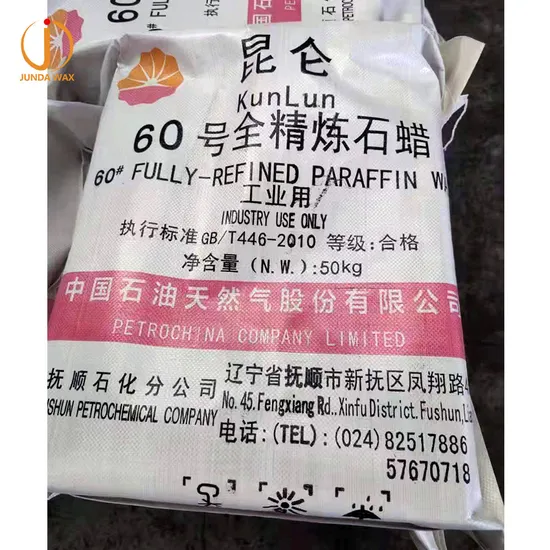 JUNDA WAX
60
昆仑
KunLun
60号全精炼石蜡
60# FULLY-REFINED PARAFFIN WA
工业用
INDUSTRY USE ONLY
执行标准GB/T446-2010 等级:合格
净含量(N.W.):50kg
中国石油天然气股份有限公司
PETROCHINA COMPANY LIMITED
抚顺石化分公司
USHUN PETROCHEMICAL COMPANY
辽宁省抚顺市新抚区凤翔路4
No.45.Fengxiang Rd..Xinfu District.Fushun,Lia
电话:(TEL):(024)82517886
57670718